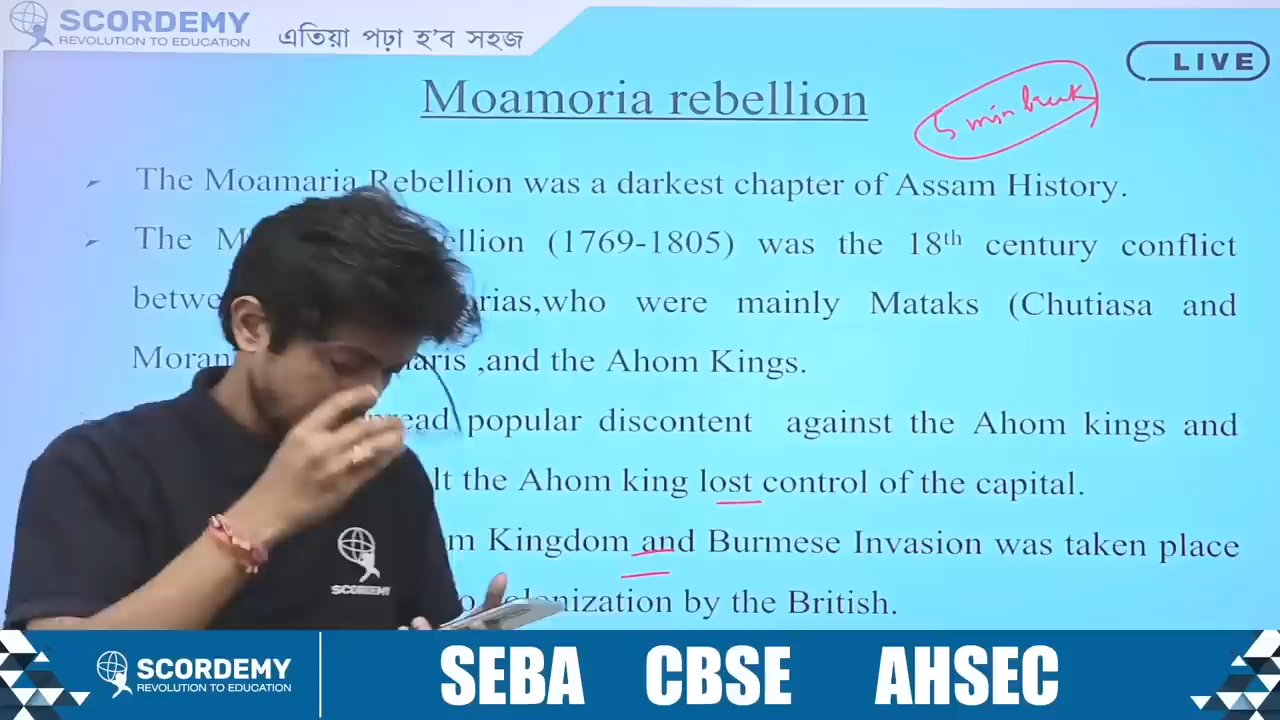 SCORDEMY
REVOLUTION TO EDUCATION
এতিয়া পঢ়া হ'ব সহজ
LIVE
Moamoria rebellion
5 min break
The Moamaria Rebellion was a darkest chapter of Assam History.
The M ellion (1769-1805) was the 18th century conflict
betwe rias,who were mainly Mataks (Chutiasa and
Moran aris ,and the Ahom Kings.
read popular discontent against the Ahom kings and
lt the Ahom king lost control of the capital.
m Kingdom and Burmese Invasion was taken place
o colonization by the British.
SCORDEMY
SCORDEMY
REVOLUTION TO EDUCATION
SEBA CBSE AHSEC